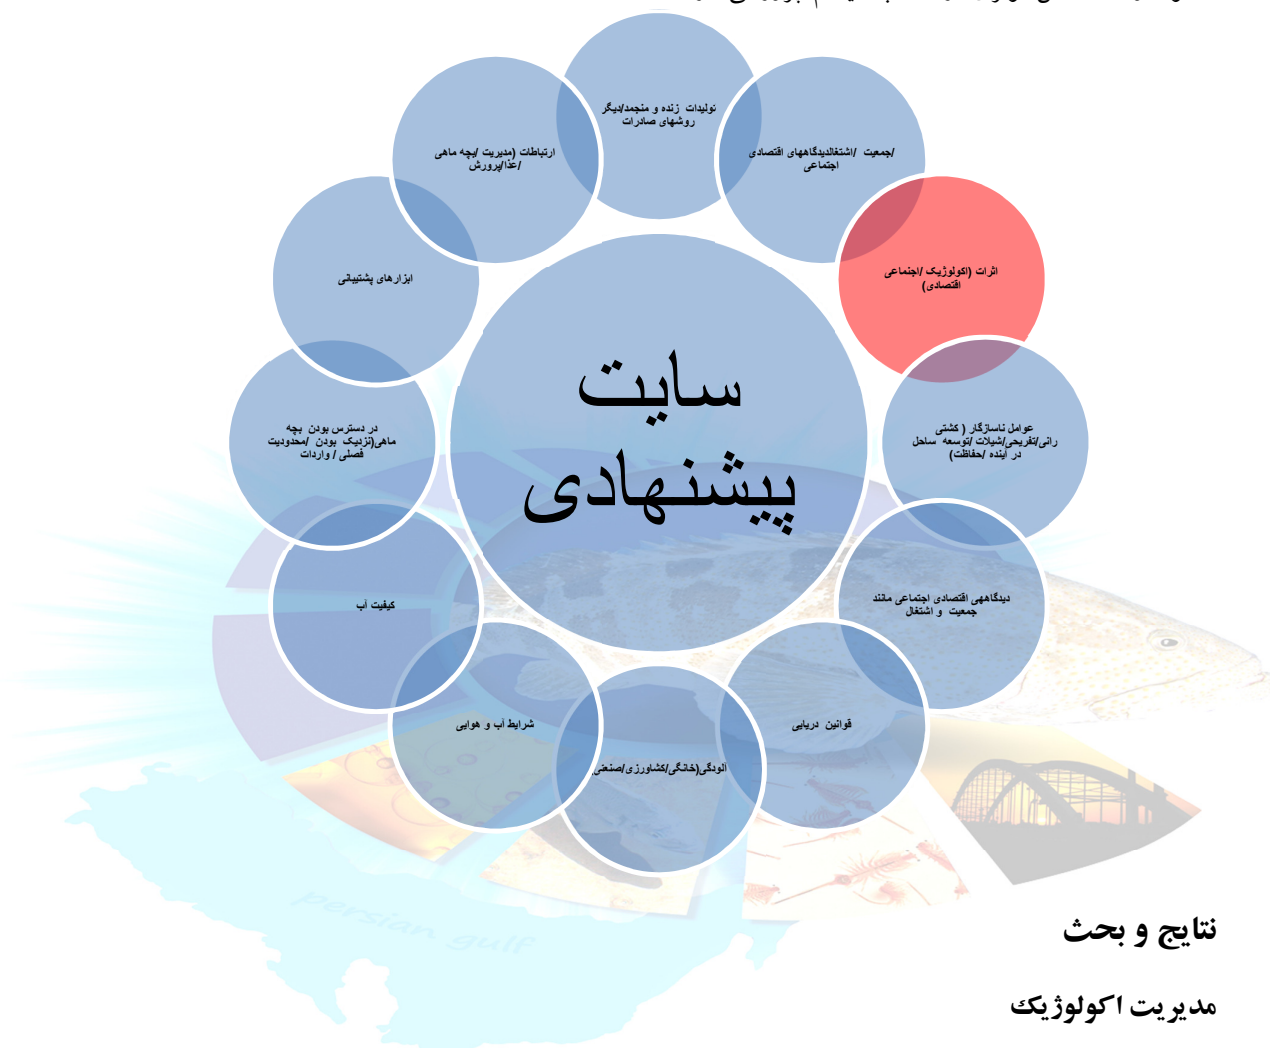 تولیدات زنده و منجمد/دیگر
روشهای صادرات
/جمعیت /اشتغالدیدگاههای اقتصادی
اجتماعی
اثرات (اکولوژیک /اجتماعی
اقتصادی)
عوامل ناسازگار ( کشتی
رانی/تفریحی/شیلات /توسعه ساحل
در آینده /حفاظت)
دیدگاههی اقتصادی اجتماعی مانند
جمعیت و اشتغال
قوانین دریایی
آلودگی(خانگی/کشاورزی/صنعتی)
شرایط آب و هوایی
کیفیت آب
در دسترس بودن بچه
ماهی(نزدیک بودن /محدودیت
فصلی / واردات
ابزارهای پشتیبانی
ارتباطات (مدیریت /بچه ماهی
/غذا/پرورش
سایت
پیشنهادی
persian gulf
نتایج و بحث
مدیریت اکولوژیک